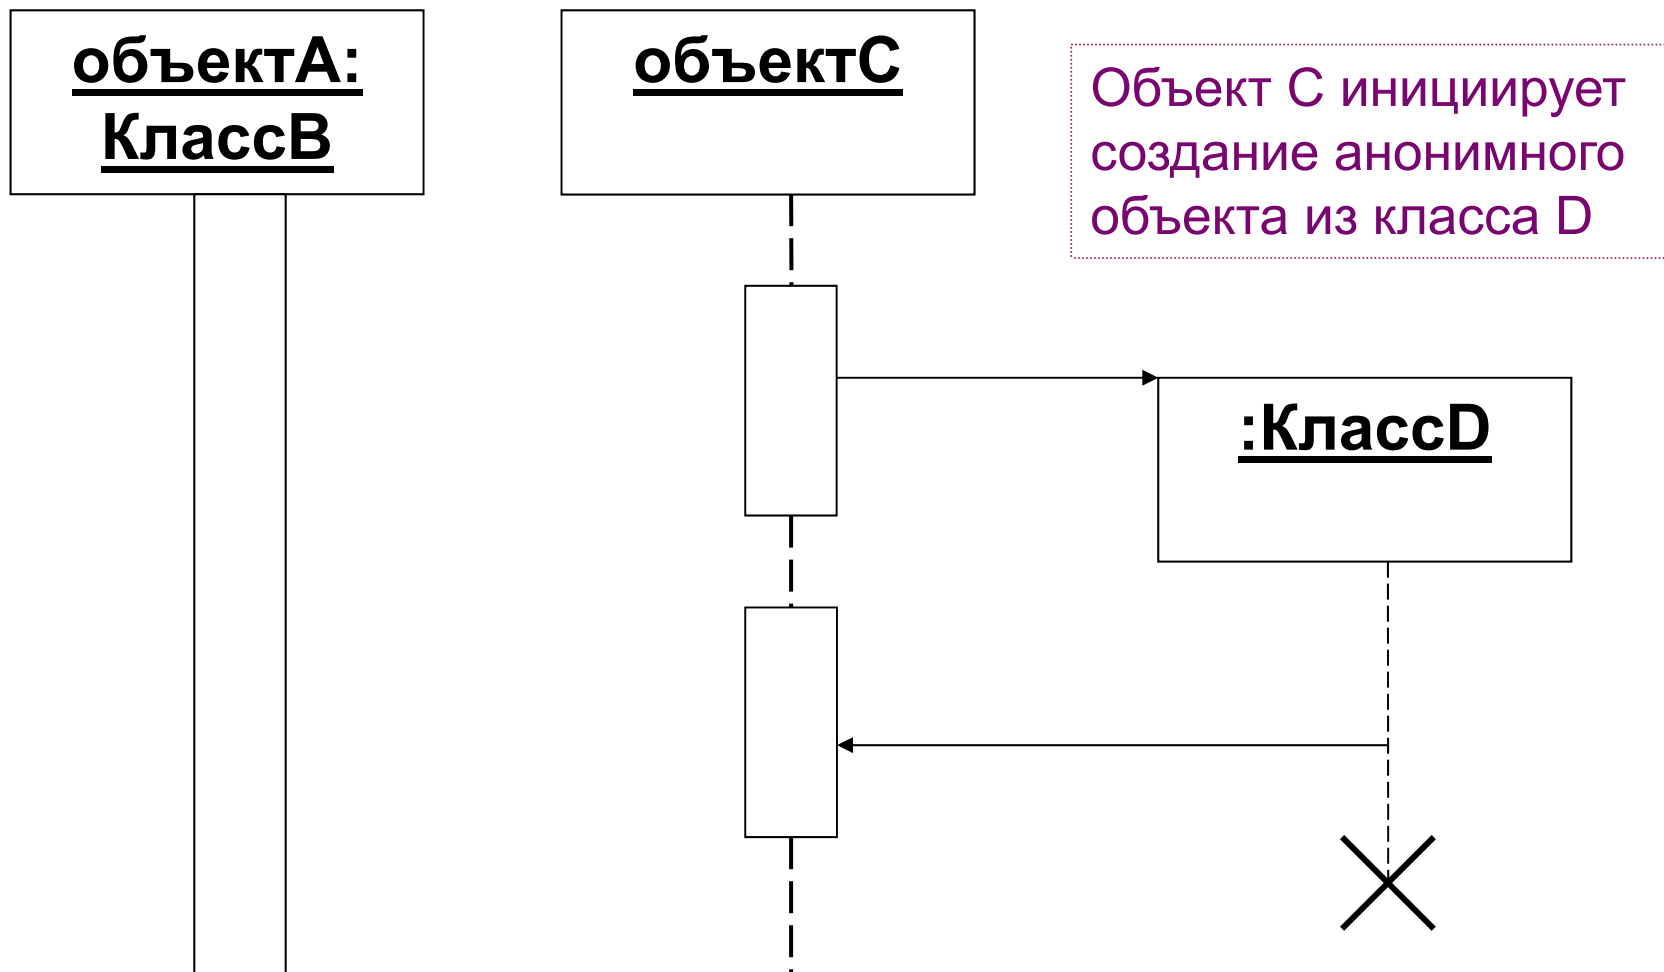 объектА:
КлассВ
объектС
Объект С инициирует
создание анонимного
объекта из класса D
:КлассD